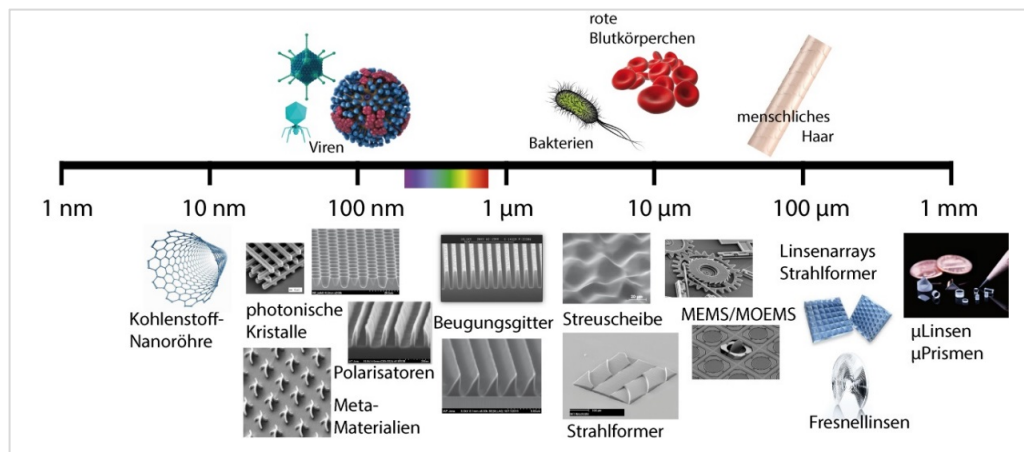 rote
Blutkörperchen
menschliches
Haar
Viren
Bakterien
1 nm
10 nm
100 nm
1 µm
10 µm
100 µm
1 mm
Kohlenstoff-
Nanoröhre
photonische
Kristalle
Polarisatoren
Meta-
Materialien
Beugungsgitter
Streuscheibe
Strahlformer
MEMS/MOEMS
Linsenarrays
Strahlformer
Fresnellinsen
µLinsen
µPrismen